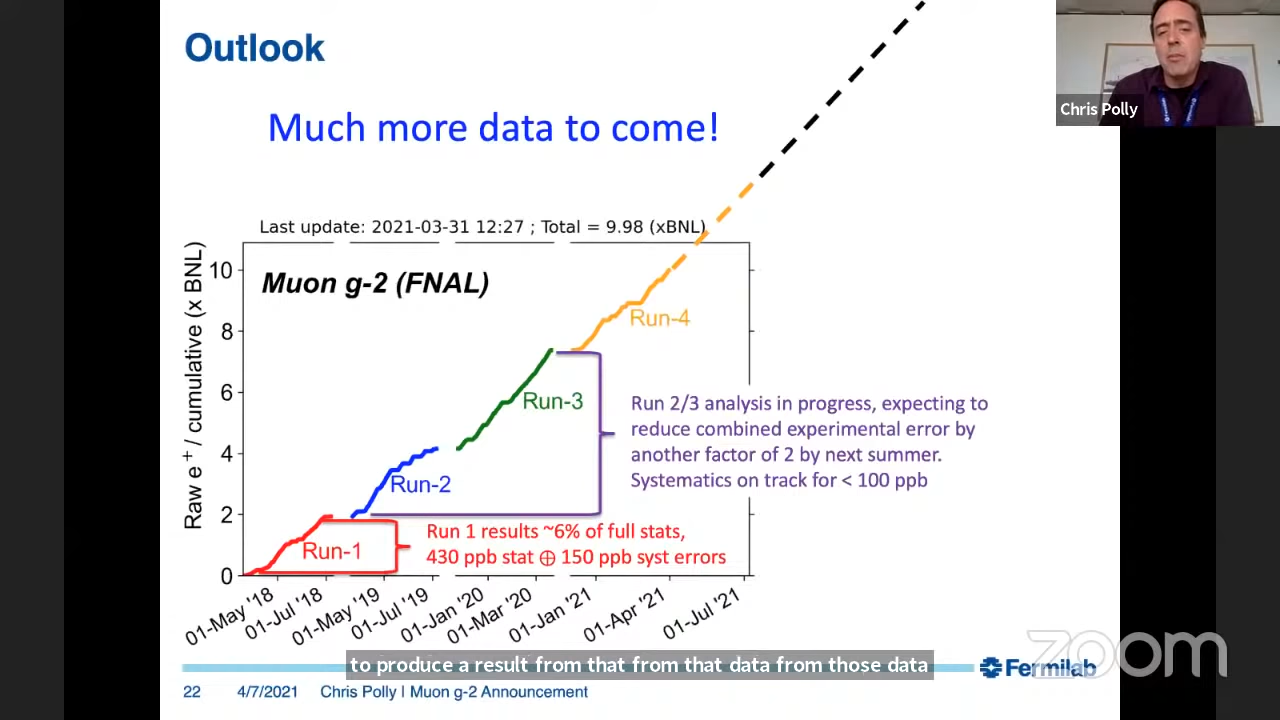 Outlook
Much more data to come!
Chris Polly
Last update: 2021-03-31 12:27 ; Total = 9.98 (xBNL)
Raw e⁺ / cumulative (x BNL)
10
8
6
4
2
0
Muon g-2 (FNAL)
Run-4
Run-3
Run-2
Run-1
Run 2/3 analysis in progress, expecting to
reduce combined experimental error by
another factor of 2 by next summer.
Systematics on track for < 100 ppb
Run 1 results ~6% of full stats,
430 ppb stat ⊕ 150 ppb syst errors
01-May '18
01-Jul '18
01-May '19
01-Jul '19
01-Jan '20
01-Mar '20
01-Jan '21
01-Apr '21
01-Jul '21
to produce a result from that from that data from those data
zoom
Fermilab
22 4/7/2021 Chris Polly | Muon g-2 Announcement